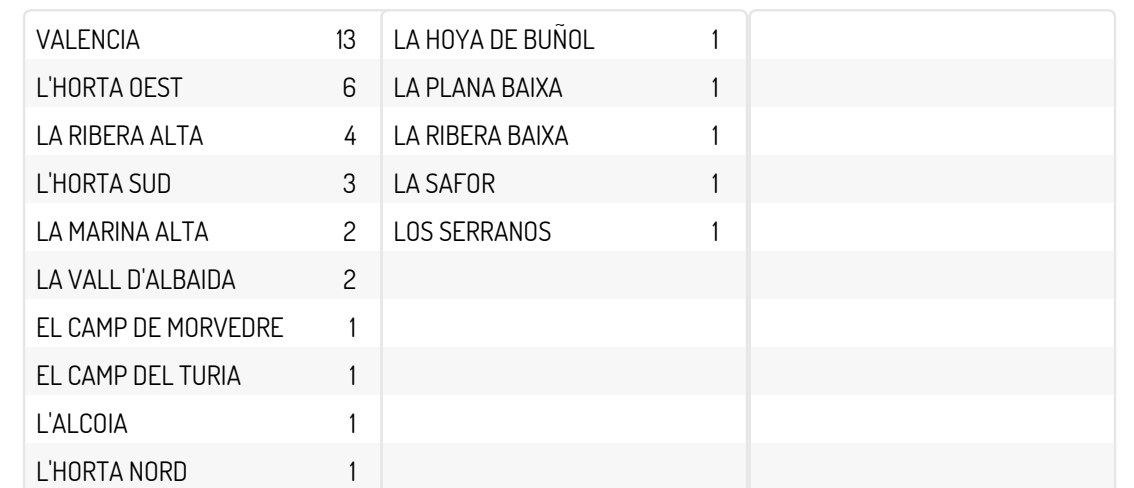 VALENCIA 13
L'HORTA OEST 6
LA RIBERA ALTA 4
L'HORTA SUD 3
LA MARINA ALTA 2
LA VALL D'ALBAIDA 2
EL CAMP DE MORVEDRE 1
EL CAMP DEL TURIA 1
L'ALCOIA 1
L'HORTA NORD 1
LA HOYA DE BUÑOL 1
LA PLANA BAIXA 1
LA RIBERA BAIXA 1
LA SAFOR 1
LOS SERRANOS 1